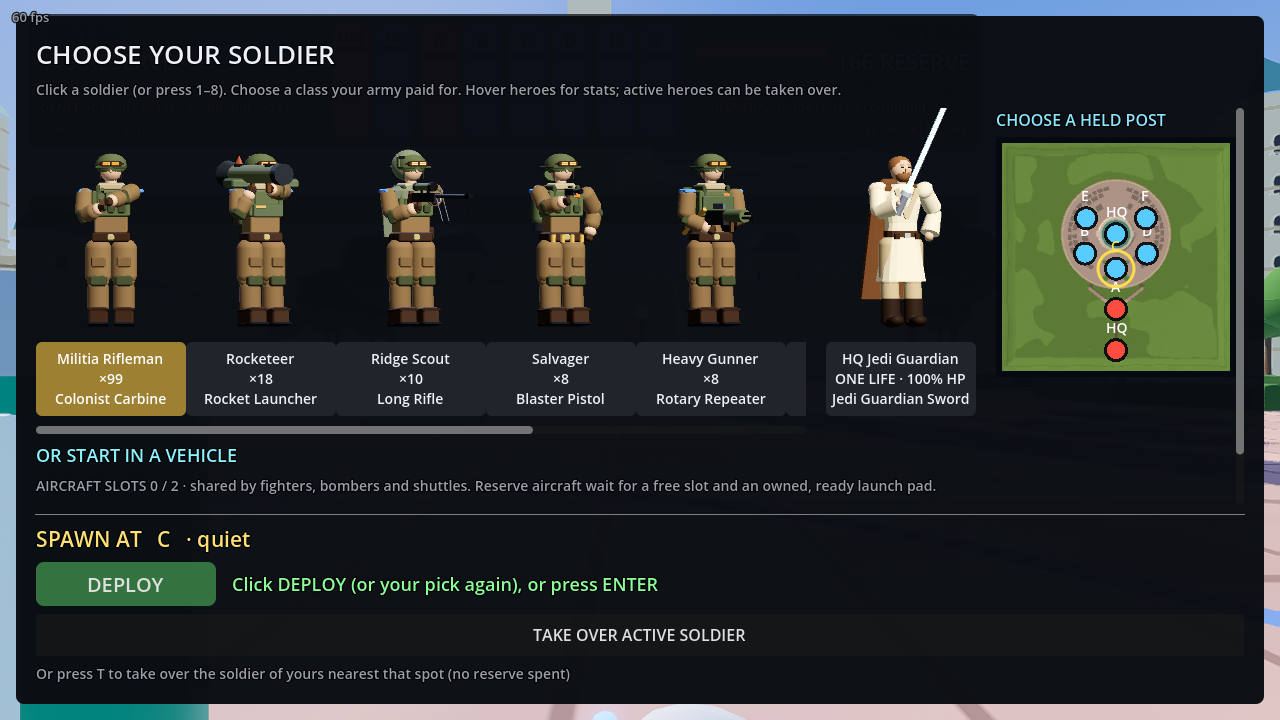 60 fps
CHOOSE YOUR SOLDIER
166 RESERVE
Click a soldier (or press 1–8). Choose a class your army paid for. Hover heroes for stats; active heroes can be taken over.
CHOOSE A HELD POST
E
F
HQ
B
D
C
A
HQ
Militia Rifleman
×99
Colonist Carbine
Rocketeer
×18
Rocket Launcher
Ridge Scout
×10
Long Rifle
Salvager
×8
Blaster Pistol
Heavy Gunner
×8
Rotary Repeater
HQ Jedi Guardian
ONE LIFE · 100% HP
Jedi Guardian Sword
OR START IN A VEHICLE
AIRCRAFT SLOTS 0 / 2 · shared by fighters, bombers and shuttles. Reserve aircraft wait for a free slot and an owned, ready launch pad.
SPAWN AT C · quiet
DEPLOY
Click DEPLOY (or your pick again), or press ENTER
TAKE OVER ACTIVE SOLDIER
Or press T to take over the soldier of yours nearest that spot (no reserve spent)